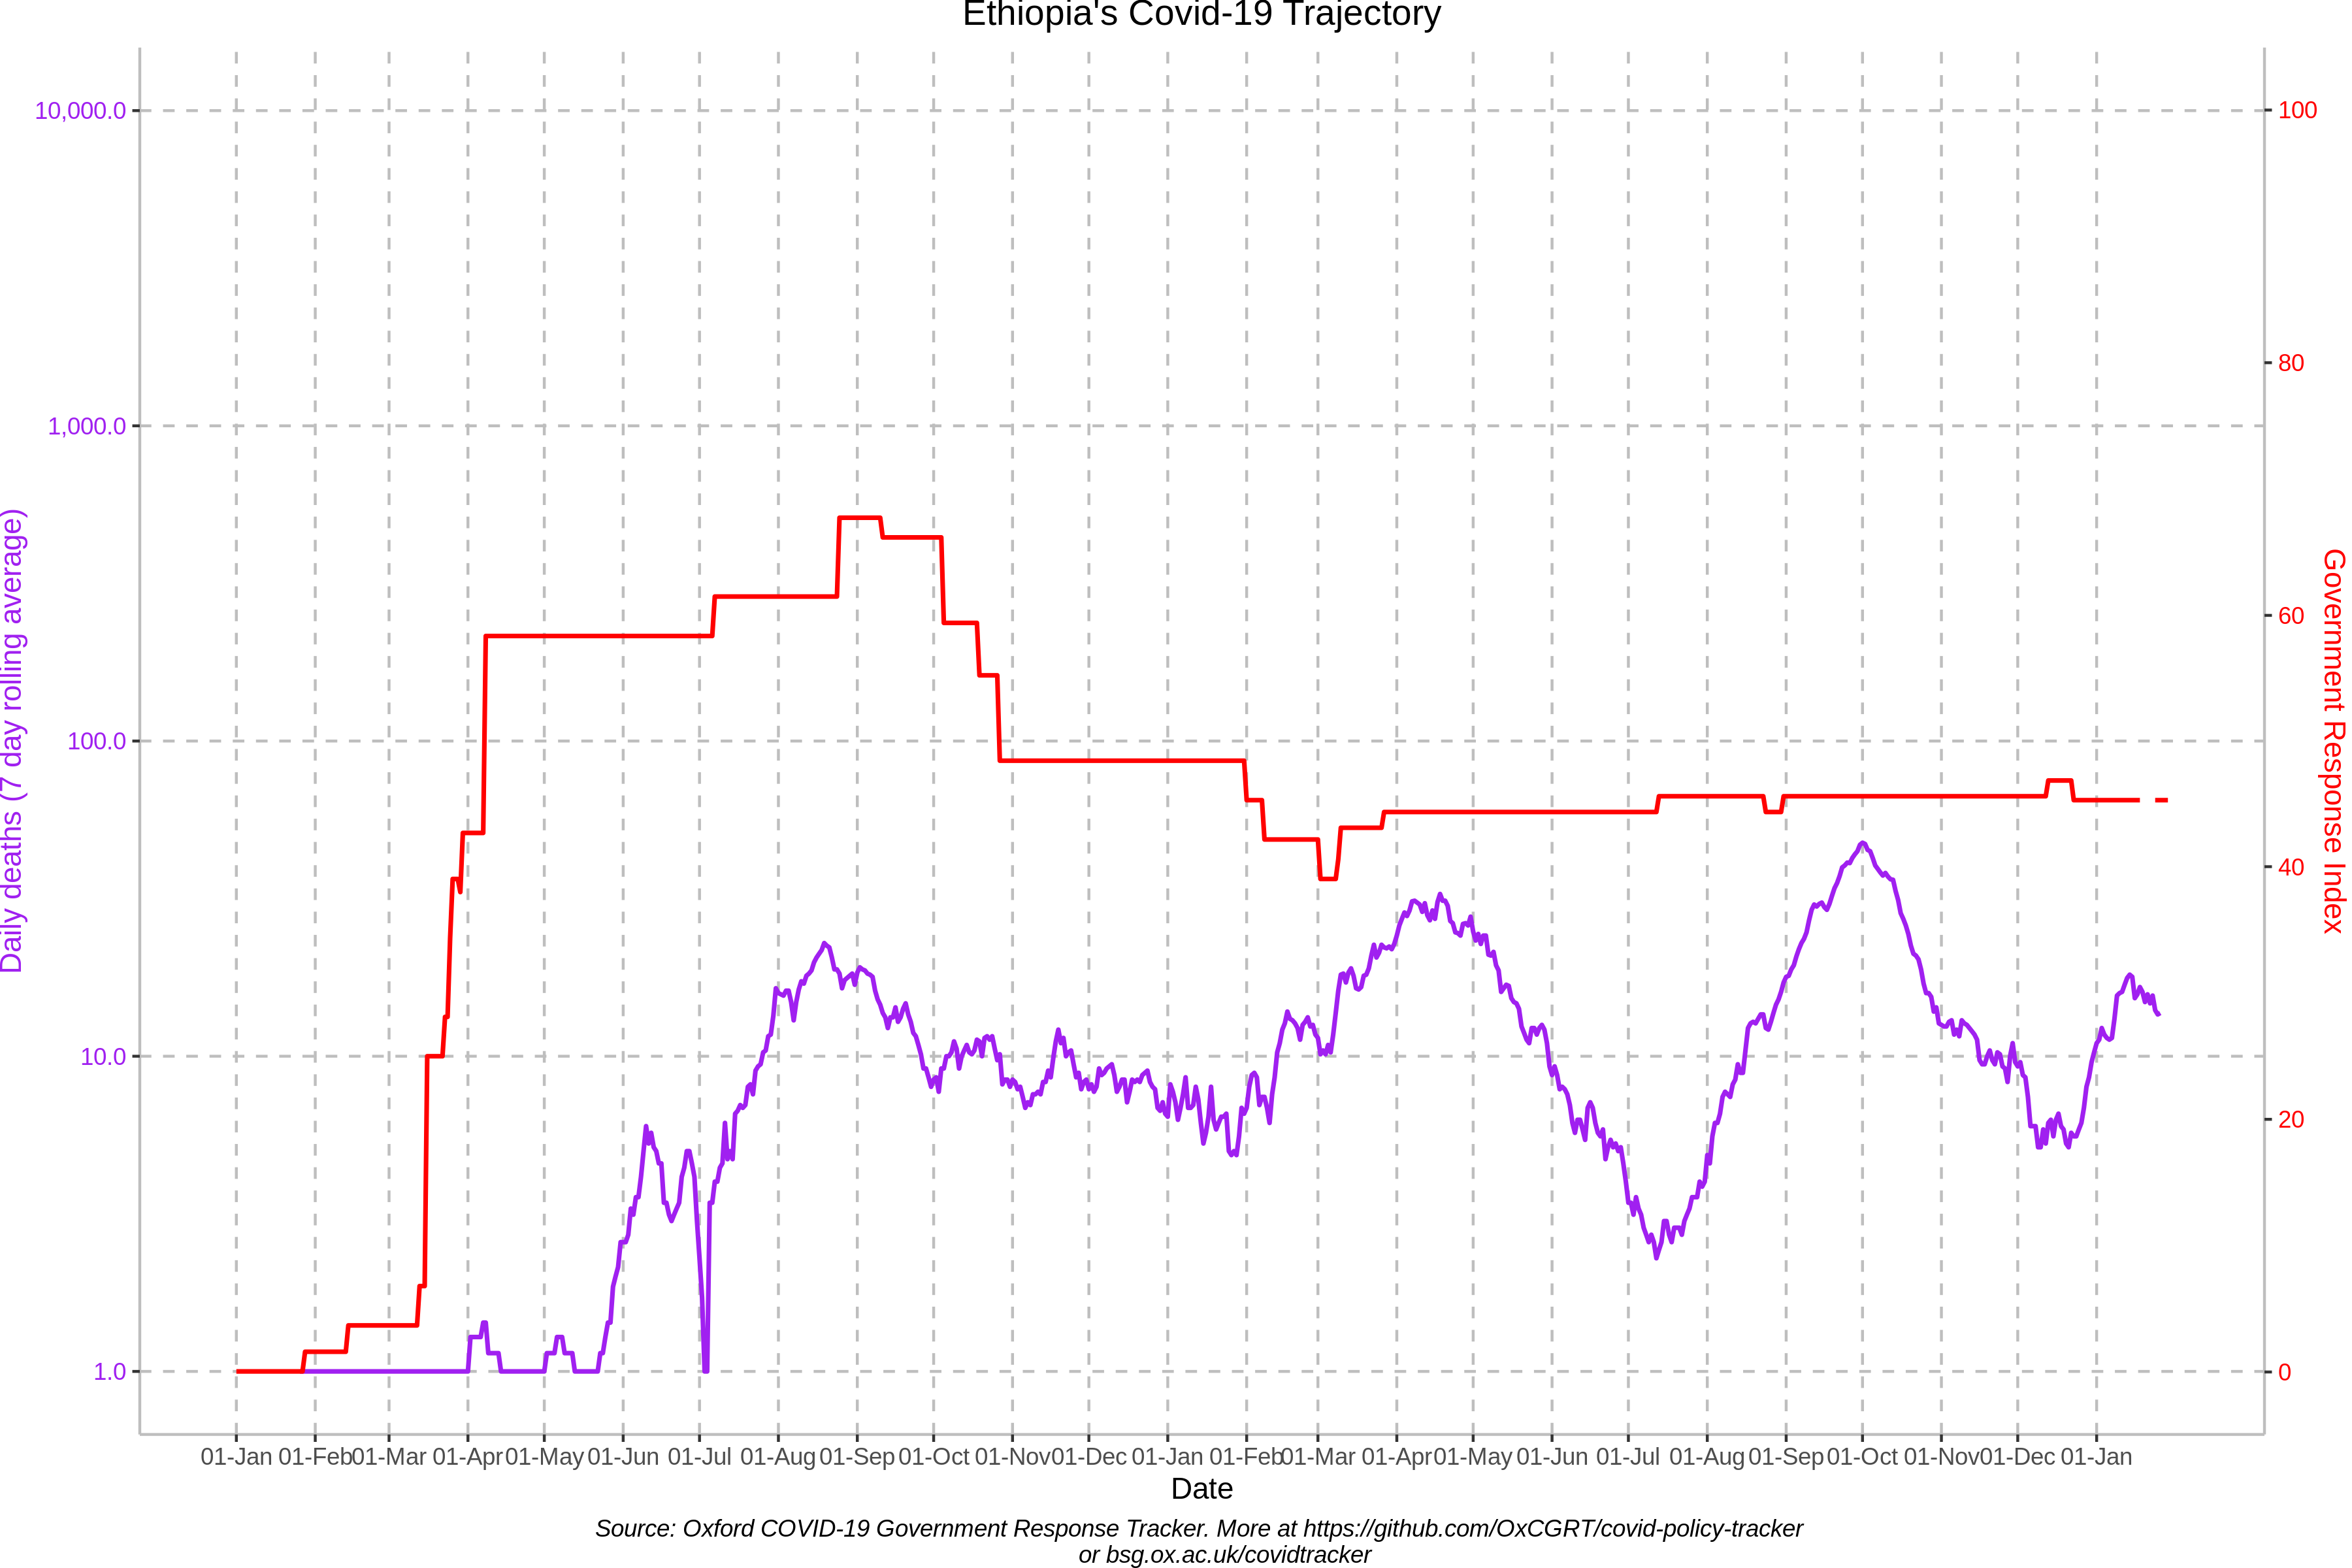 Ethiopia's Covid-19 Trajectory
10,000.0
1,000.0
100.0
10.0
1.0
Daily deaths (7 day rolling average)
100
80
60
40
20
0
Government Response Index
01-Jan 01-Feb 01-Mar 01-Apr 01-May 01-Jun 01-Jul 01-Aug 01-Sep 01-Oct 01-Nov 01-Dec 01-Jan 01-Feb 01-Mar 01-Apr 01-May 01-Jun 01-Jul 01-Aug 01-Sep 01-Oct 01-Nov 01-Dec 01-Jan
Date
Source: Oxford COVID-19 Government Response Tracker. More at https://github.com/OxCGRT/covid-policy-tracker
or bsg.ox.ac.uk/covidtracker